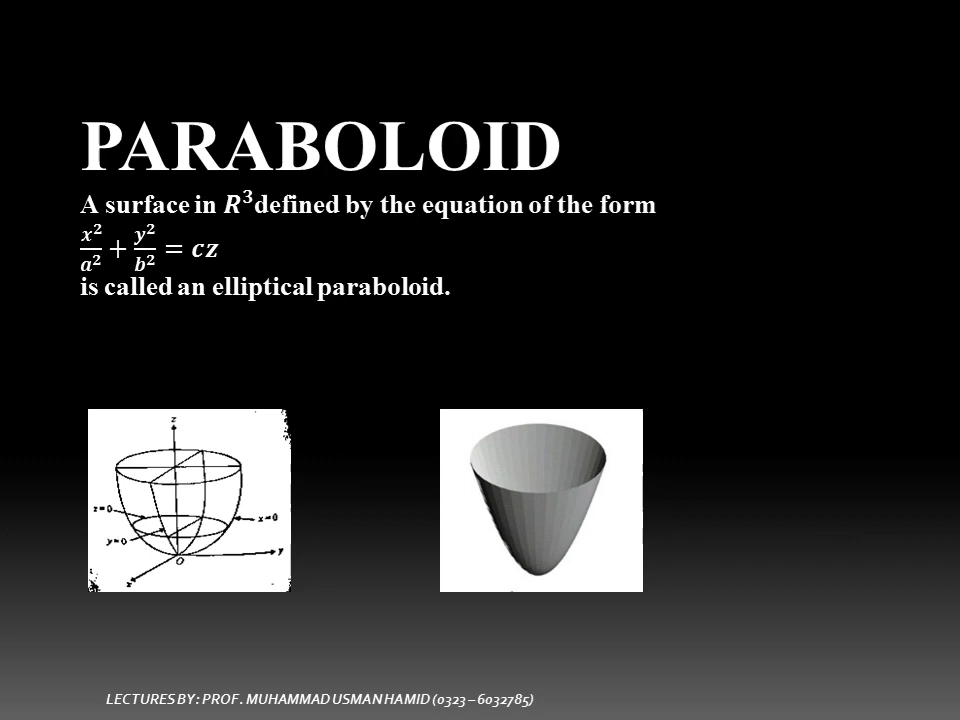 PARABOLOID
A surface in R³ defined by the equation of the form
x²/a² + y²/b² = cz
is called an elliptical paraboloid.
z
z=0
x=0
y=0
y
O
x
LECTURES BY: PROF. MUHAMMAD USMAN HAMID (0323 – 6032785)